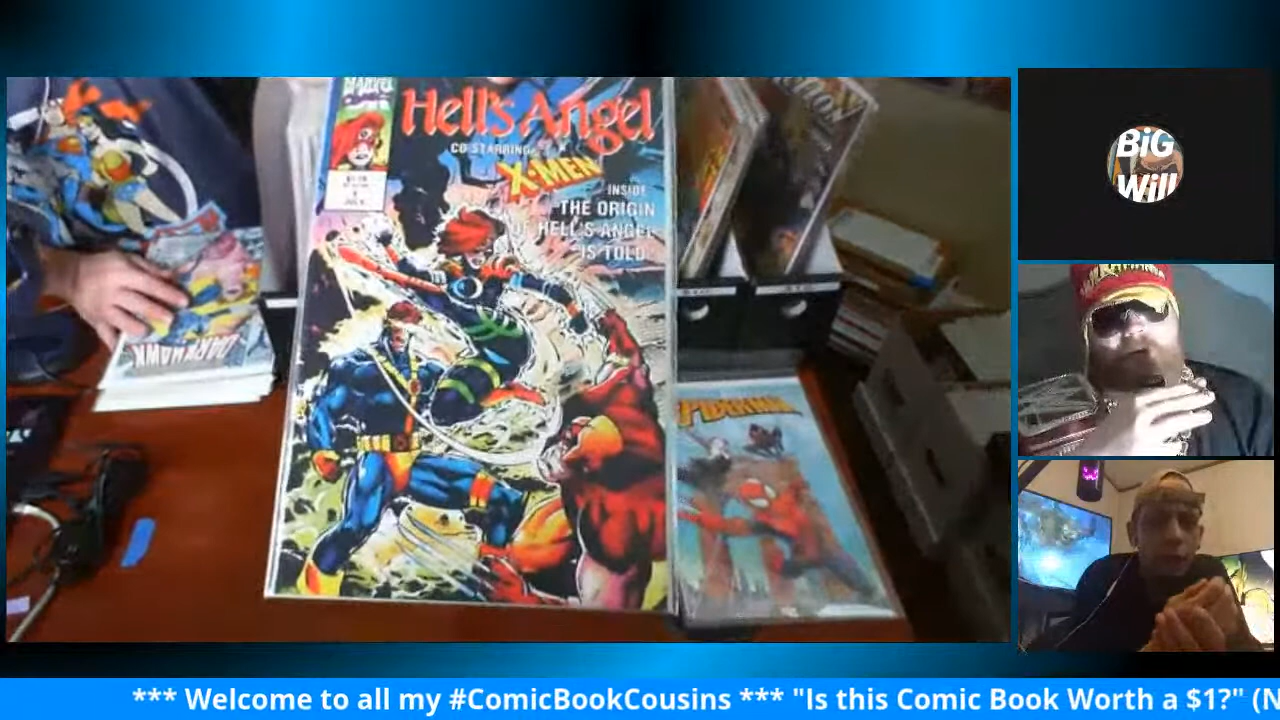 MARVEL
Hell's Angel
CO STARRING
X-MEN
INSIDE
THE ORIGIN
OF HELL'S ANGEL
IS TOLD
DARKHAWK
BiG
Will
*** Welcome to all my #ComicBookCousins *** "Is this Comic Book Worth a $1?" (N